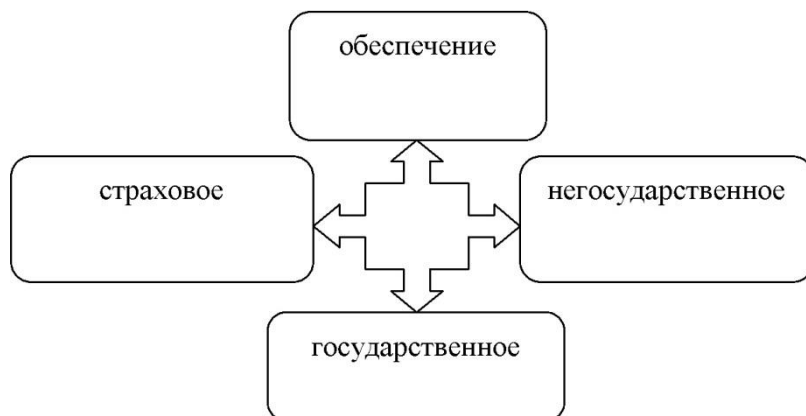 обеспечение
страховое
негосударственное
государственное